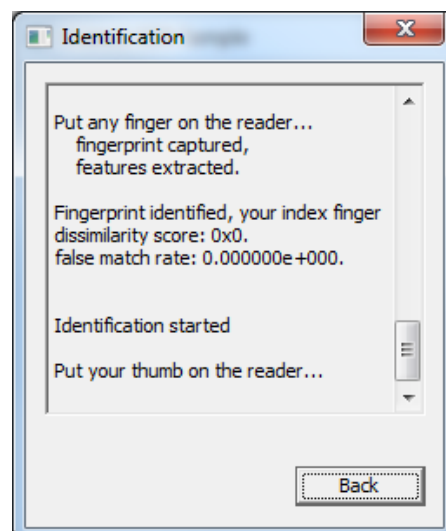 Identification
Put any finger on the reader...
fingerprint captured,
features extracted.
Fingerprint identified, your index finger
dissimilarity score: 0x0.
false match rate: 0.000000e+000.
Identification started
Put your thumb on the reader...
Back